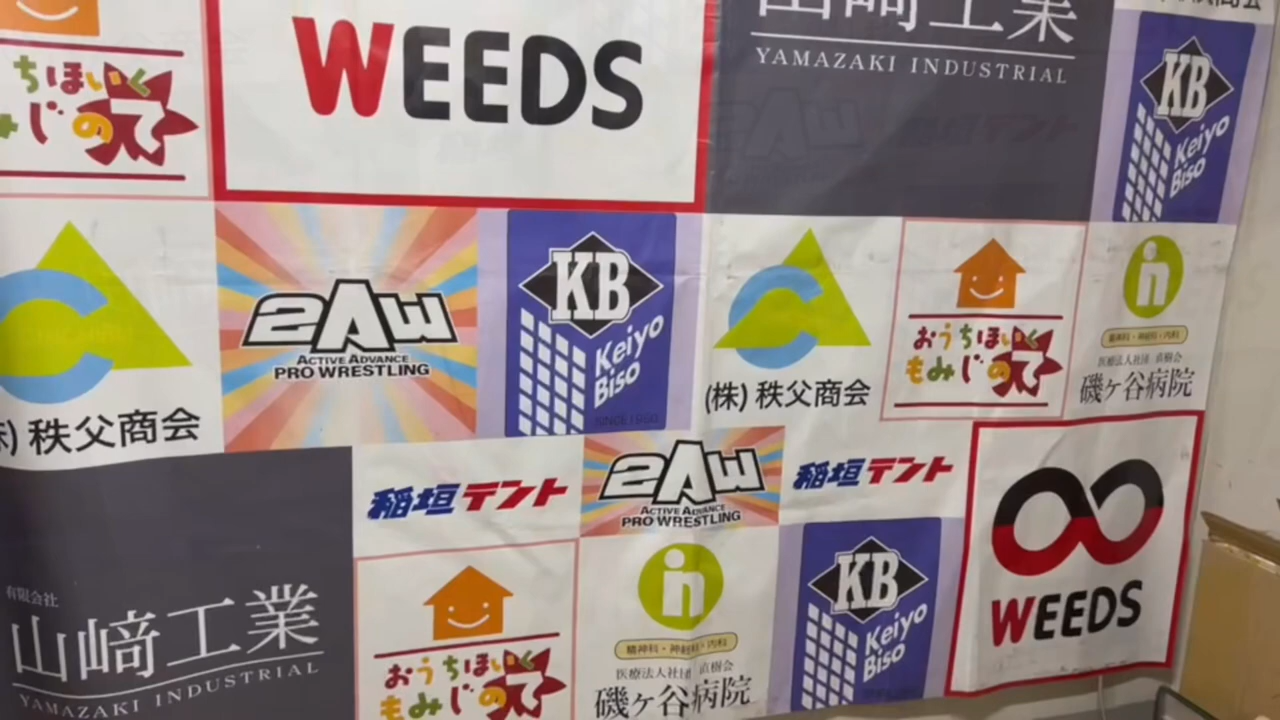 WEEDS
山﨑工業
YAMAZAKI INDUSTRIAL
KB
Keiyo
Biso
ちほいく
みじの
て
秩父商会
2AW
ACTIVE ADVANCE
PRO WRESTLING
KB
Keiyo
Biso
SINCE 1960
(株) 秩父商会
おうちほいく
もみじのて
in
精神科・神経科・内科
医療法人社団 直樹会
磯ヶ谷病院
稲垣テント
2AW
ACTIVE ADVANCE
PRO WRESTLING
稲垣テント
WEEDS
有限会社
山﨑工業
YAMAZAKI INDUSTRIAL
おうちほいく
もみじのて
in
精神科・神経科・内科
医療法人社団 直樹会
磯ヶ谷病院
KB
Keiyo
Biso